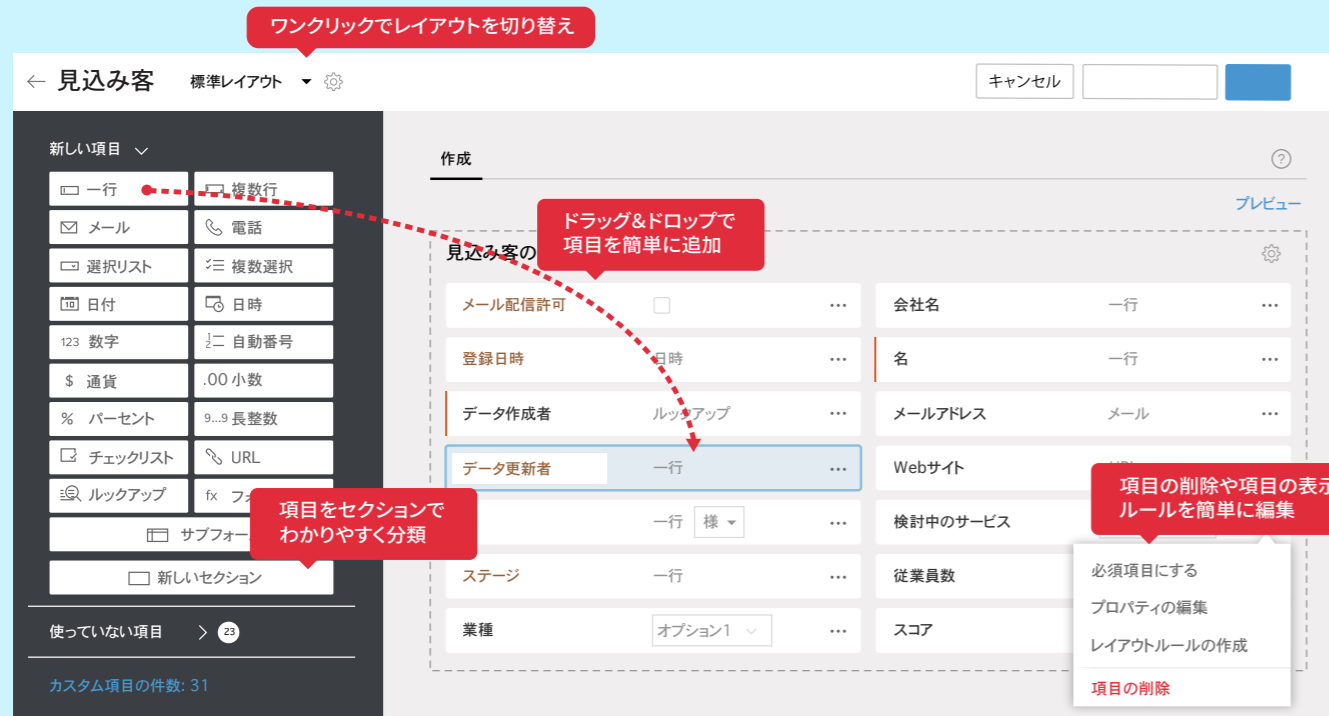 ワンクリックでレイアウトを切り替え
← 見込み客 標準レイアウト
キャンセル
新しい項目
一行
複数行
メール
電話
選択リスト
複数選択
日付
日時
123 数字
自動番号
$ 通貨
.00 小数
% パーセント
9...9 長整数
チェックリスト
URL
ルックアップ
fx
サブフォー
新しいセクション
項目をセクションで
わかりやすく分類
使っていない項目 23
カスタム項目の件数: 31
作成
?
プレビュー
ドラッグ&ドロップで
項目を簡単に追加
見込み客の
メール配信許可 ...
会社名 一行 ...
登録日時 日時 ...
名 一行 ...
データ作成者 ルックアップ ...
メールアドレス メール ...
データ更新者 一行 ...
Webサイト
一行 様 ...
検討中のサービス
ステージ 一行 ...
従業員数
業種 オプション1 ...
スコア
項目の削除や項目の表示
ルールを簡単に編集
必須項目にする
プロパティの編集
レイアウトルールの作成
項目の削除